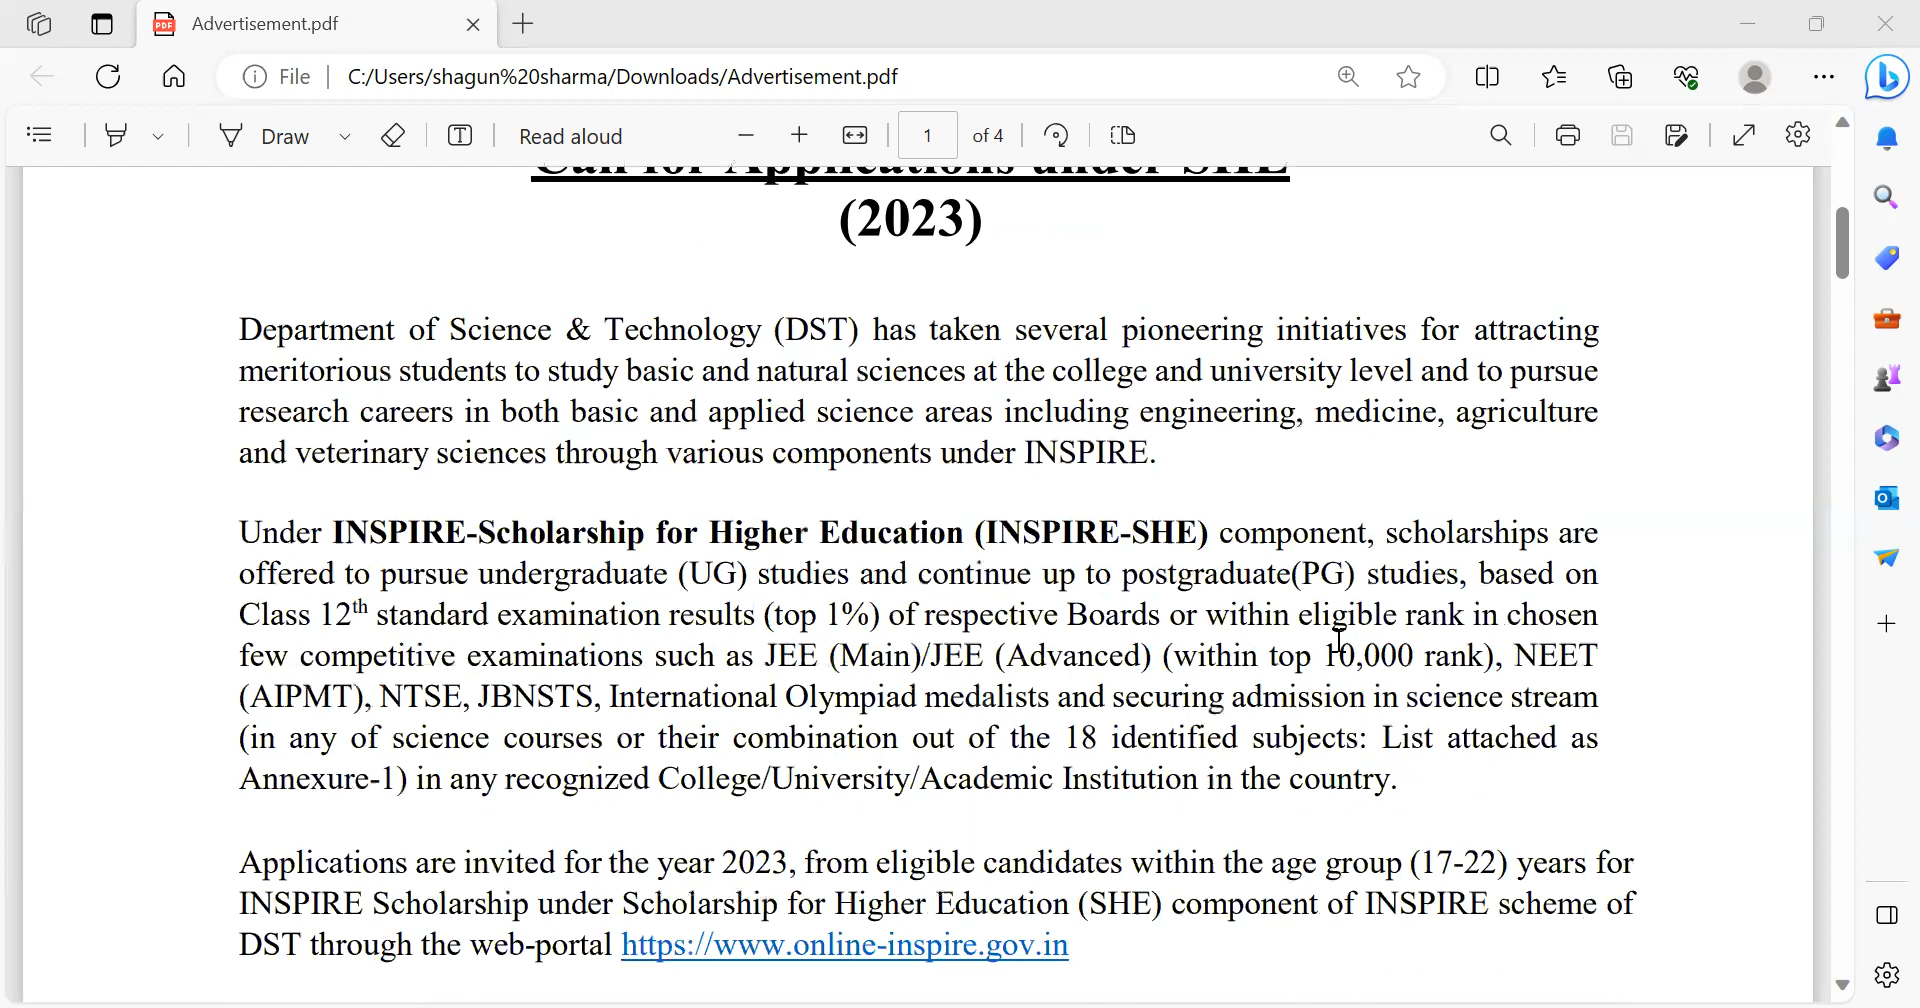 Advertisement.pdf
File
C:/Users/shagun%20sharma/Downloads/Advertisement.pdf
Draw
Read aloud
1
of 4
Call for Applications under SHE
(2023)
Department of Science & Technology (DST) has taken several pioneering initiatives for attracting
meritorious students to study basic and natural sciences at the college and university level and to pursue
research careers in both basic and applied science areas including engineering, medicine, agriculture
and veterinary sciences through various components under INSPIRE.
Under INSPIRE-Scholarship for Higher Education (INSPIRE-SHE) component, scholarships are
offered to pursue undergraduate (UG) studies and continue up to postgraduate(PG) studies, based on
Class 12th standard examination results (top 1%) of respective Boards or within eligible rank in chosen
few competitive examinations such as JEE (Main)/JEE (Advanced) (within top 10,000 rank), NEET
(AIPMT), NTSE, JBNSTS, International Olympiad medalists and securing admission in science stream
(in any of science courses or their combination out of the 18 identified subjects: List attached as
Annexure-1) in any recognized College/University/Academic Institution in the country.
Applications are invited for the year 2023, from eligible candidates within the age group (17-22) years for
INSPIRE Scholarship under Scholarship for Higher Education (SHE) component of INSPIRE scheme of
DST through the web-portal https://www.online-inspire.gov.in